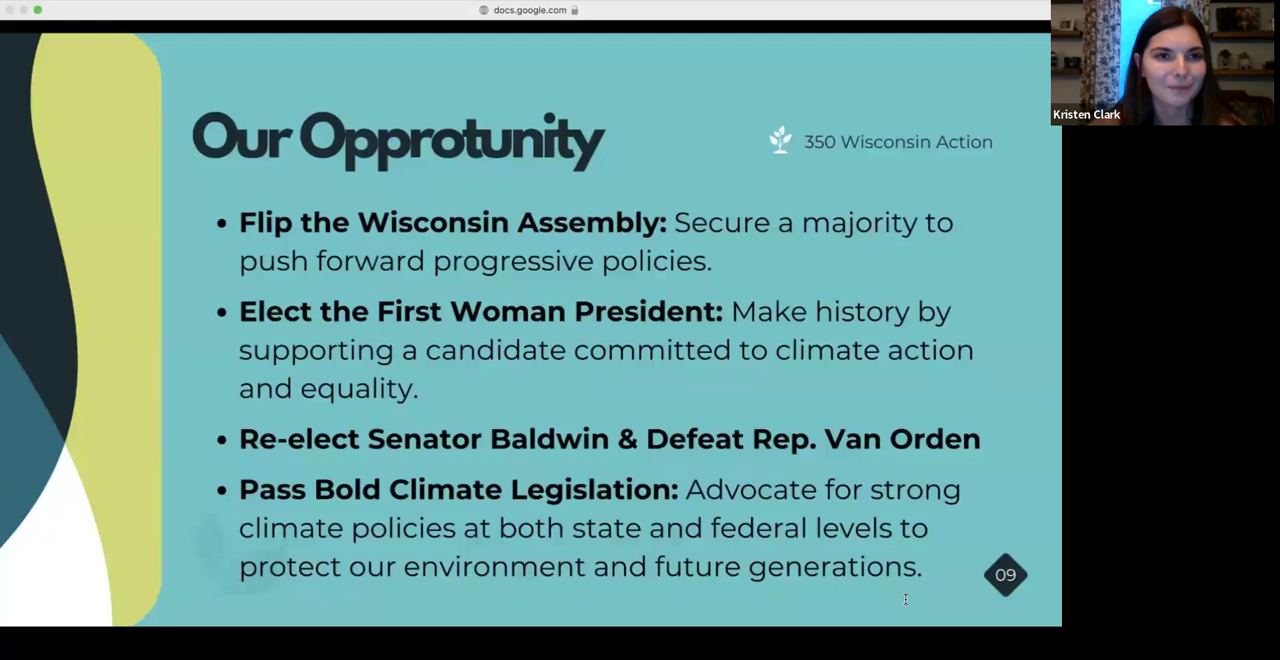 docs.google.com
Kristen Clark
Our Opprotunity
350 Wisconsin Action
• Flip the Wisconsin Assembly: Secure a majority to
push forward progressive policies.
• Elect the First Woman President: Make history by
supporting a candidate committed to climate action
and equality.
• Re-elect Senator Baldwin & Defeat Rep. Van Orden
• Pass Bold Climate Legislation: Advocate for strong
climate policies at both state and federal levels to
protect our environment and future generations.
09